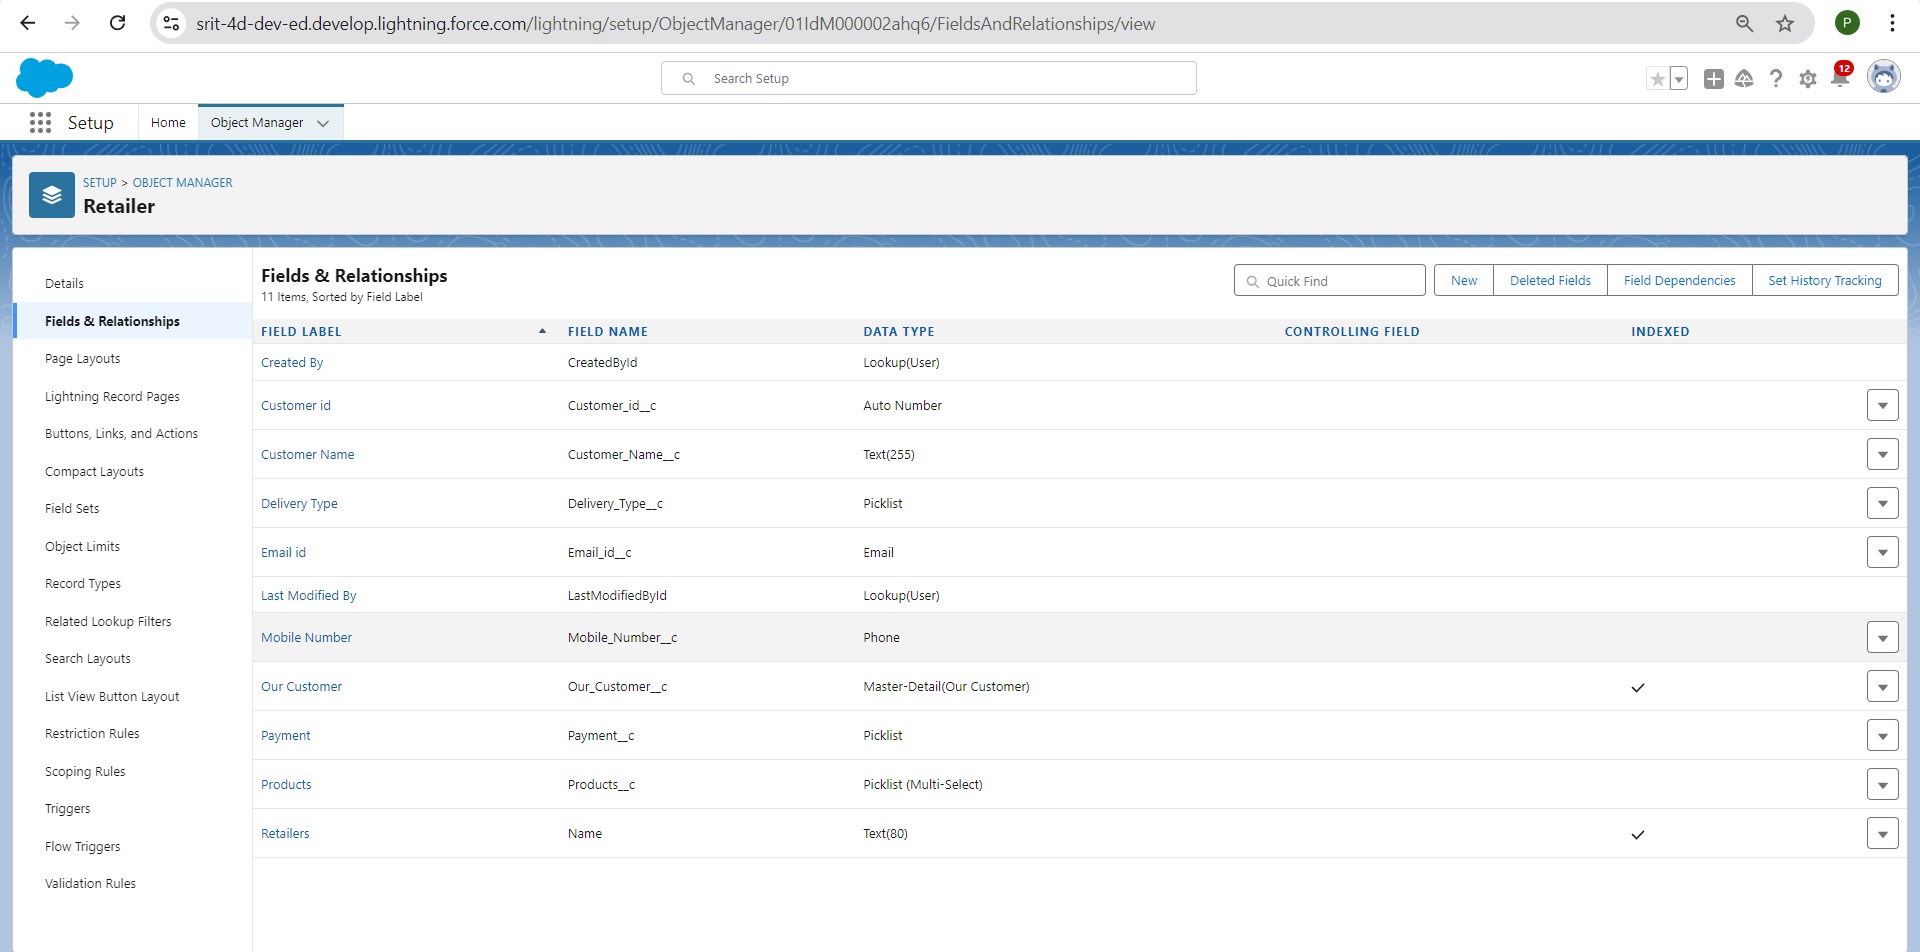 srit-4d-dev-ed.develop.lightning.force.com/lightning/setup/ObjectManager/01IdM000002ahq6/FieldsAndRelationships/view
P
Search Setup
12
Setup
Home
Object Manager
SETUP > OBJECT MANAGER
Retailer
Details
Fields & Relationships
Page Layouts
Lightning Record Pages
Buttons, Links, and Actions
Compact Layouts
Field Sets
Object Limits
Record Types
Related Lookup Filters
Search Layouts
List View Button Layout
Restriction Rules
Scoping Rules
Triggers
Flow Triggers
Validation Rules
Fields & Relationships
11 Items, Sorted by Field Label
Quick Find
New
Deleted Fields
Field Dependencies
Set History Tracking
FIELD LABEL FIELD NAME DATA TYPE CONTROLLING FIELD INDEXED
Created By CreatedById Lookup(User)
Customer id Customer_id__c Auto Number
Customer Name Customer_Name__c Text(255)
Delivery Type Delivery_Type__c Picklist
Email id Email_id__c Email
Last Modified By LastModifiedById Lookup(User)
Mobile Number Mobile_Number__c Phone
Our Customer Our_Customer__c Master-Detail(Our Customer)
Payment Payment__c Picklist
Products Products__c Picklist (Multi-Select)
Retailers Name Text(80)